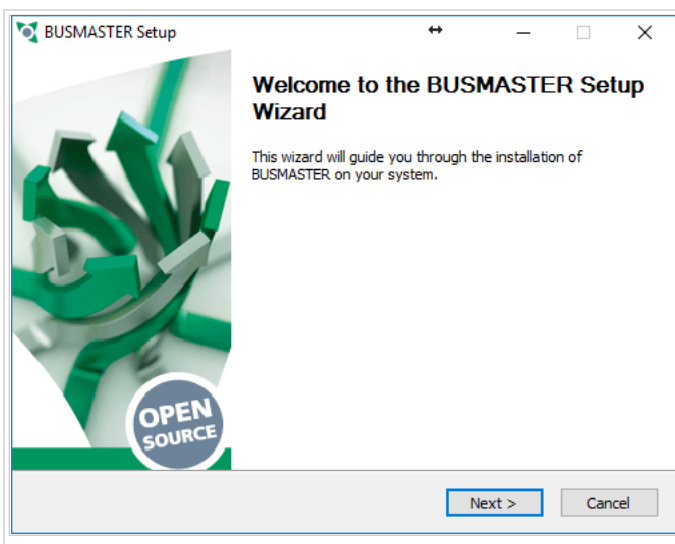 BUSMASTER Setup
Welcome to the BUSMASTER Setup
Wizard
This wizard will guide you through the installation of
BUSMASTER on your system.
OPEN
SOURCE
Next >
Cancel